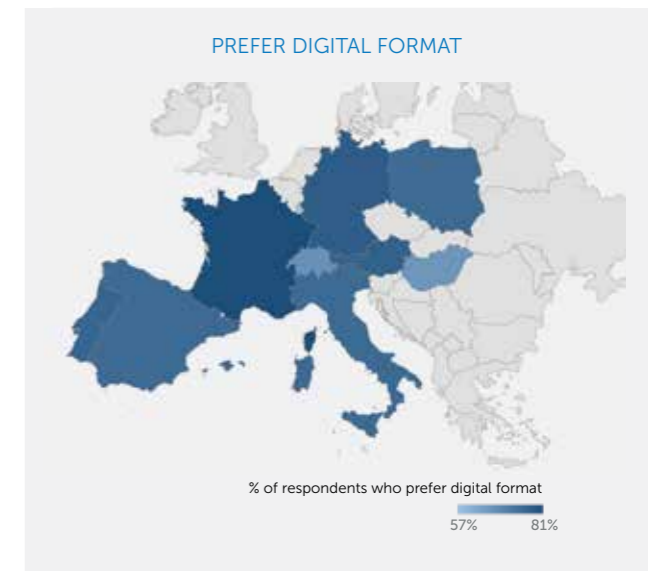 PREFER DIGITAL FORMAT
% of respondents who prefer digital format
57% 81%